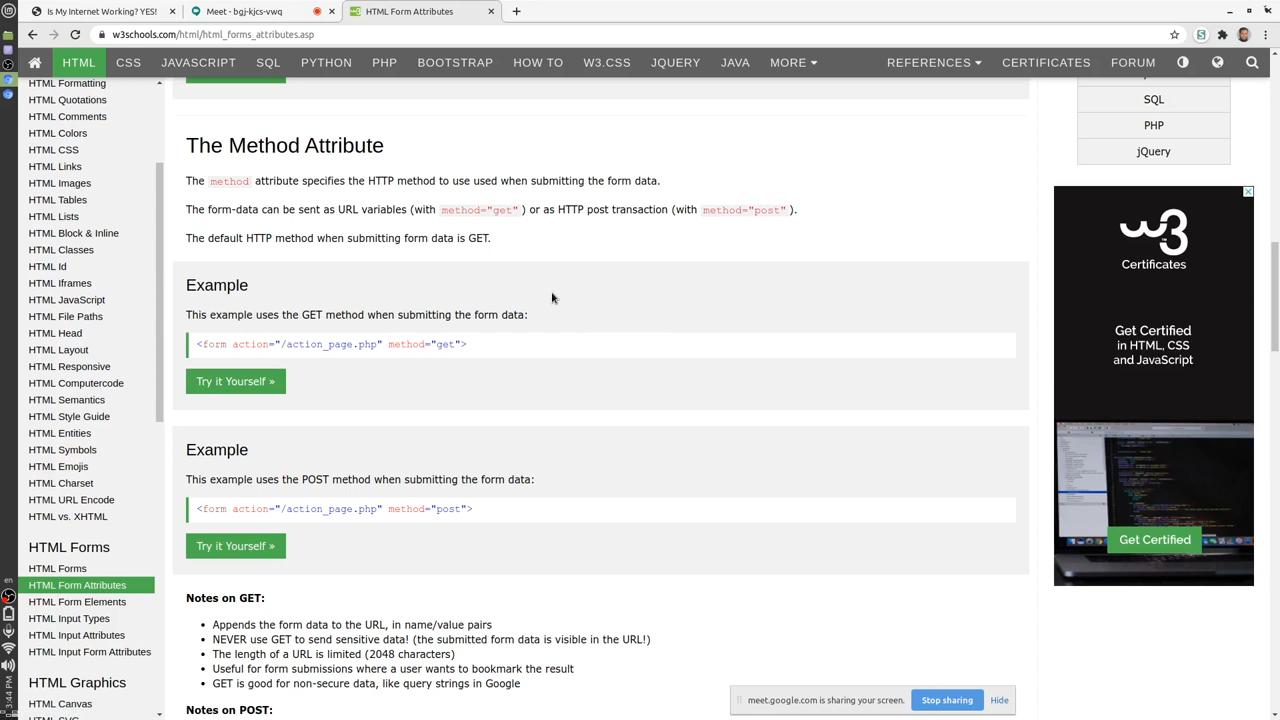 Is My Internet Working? YES!
Meet - bgj-kjcs-vwq
HTML Form Attributes
w3schools.com/html/html_forms_attributes.asp
HTML
CSS
JAVASCRIPT
SQL
PYTHON
PHP
BOOTSTRAP
HOW TO
W3.CSS
JQUERY
JAVA
MORE
REFERENCES
CERTIFICATES
FORUM
HTML Formatting
HTML Quotations
HTML Comments
HTML Colors
HTML CSS
HTML Links
HTML Images
HTML Tables
HTML Lists
HTML Block & Inline
HTML Classes
HTML Id
HTML Iframes
HTML JavaScript
HTML File Paths
HTML Head
HTML Layout
HTML Responsive
HTML Computercode
HTML Semantics
HTML Style Guide
HTML Entities
HTML Symbols
HTML Emojis
HTML Charset
HTML URL Encode
HTML vs. XHTML
HTML Forms
HTML Forms
HTML Form Attributes
HTML Form Elements
HTML Input Types
HTML Input Attributes
HTML Input Form Attributes
HTML Graphics
HTML Canvas
The Method Attribute
The method attribute specifies the HTTP method to use used when submitting the form data.
The form-data can be sent as URL variables (with method="get" ) or as HTTP post transaction (with method="post" ).
The default HTTP method when submitting form data is GET.
Example
This example uses the GET method when submitting the form data:
<form action="/action_page.php" method="get">
Try it Yourself »
Example
This example uses the POST method when submitting the form data:
<form action="/action_page.php" method="post">
Try it Yourself »
Notes on GET:
• Appends the form data to the URL, in name/value pairs
• NEVER use GET to send sensitive data! (the submitted form data is visible in the URL!)
• The length of a URL is limited (2048 characters)
• Useful for form submissions where a user wants to bookmark the result
• GET is good for non-secure data, like query strings in Google
Notes on POST:
SQL
PHP
jQuery
w3
Certificates
Get Certified
in HTML, CSS
and JavaScript
Get Certified
meet.google.com is sharing your screen.
Stop sharing
Hide
en
3:44 PM